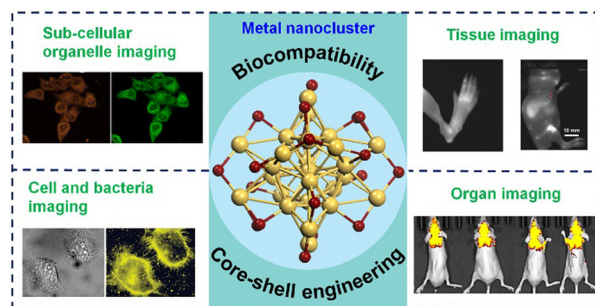 Sub-cellular
organelle imaging
Metal nanocluster
Biocompatibility
Tissue imaging
10 mm
Cell and bacteria
imaging
Core-shell engineering
Organ imaging